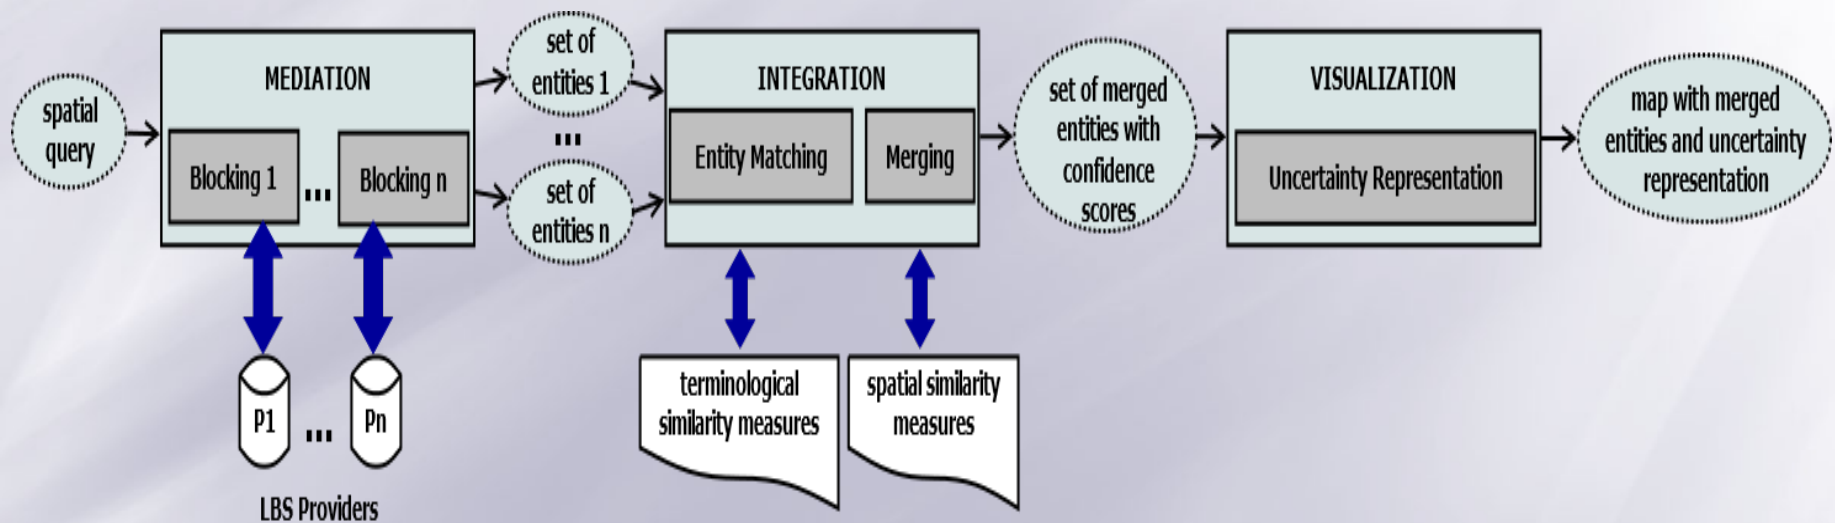 spatial
query
MEDIATION
Blocking 1
...
Blocking n
P1
...
Pn
LBS Providers
set of
entities 1
...
set of
entities n
INTEGRATION
Entity Matching
Merging
terminological
similarity measures
spatial similarity
measures
set of merged
entities with
confidence
scores
VISUALIZATION
Uncertainty Representation
map with merged
entities and uncertainty
representation